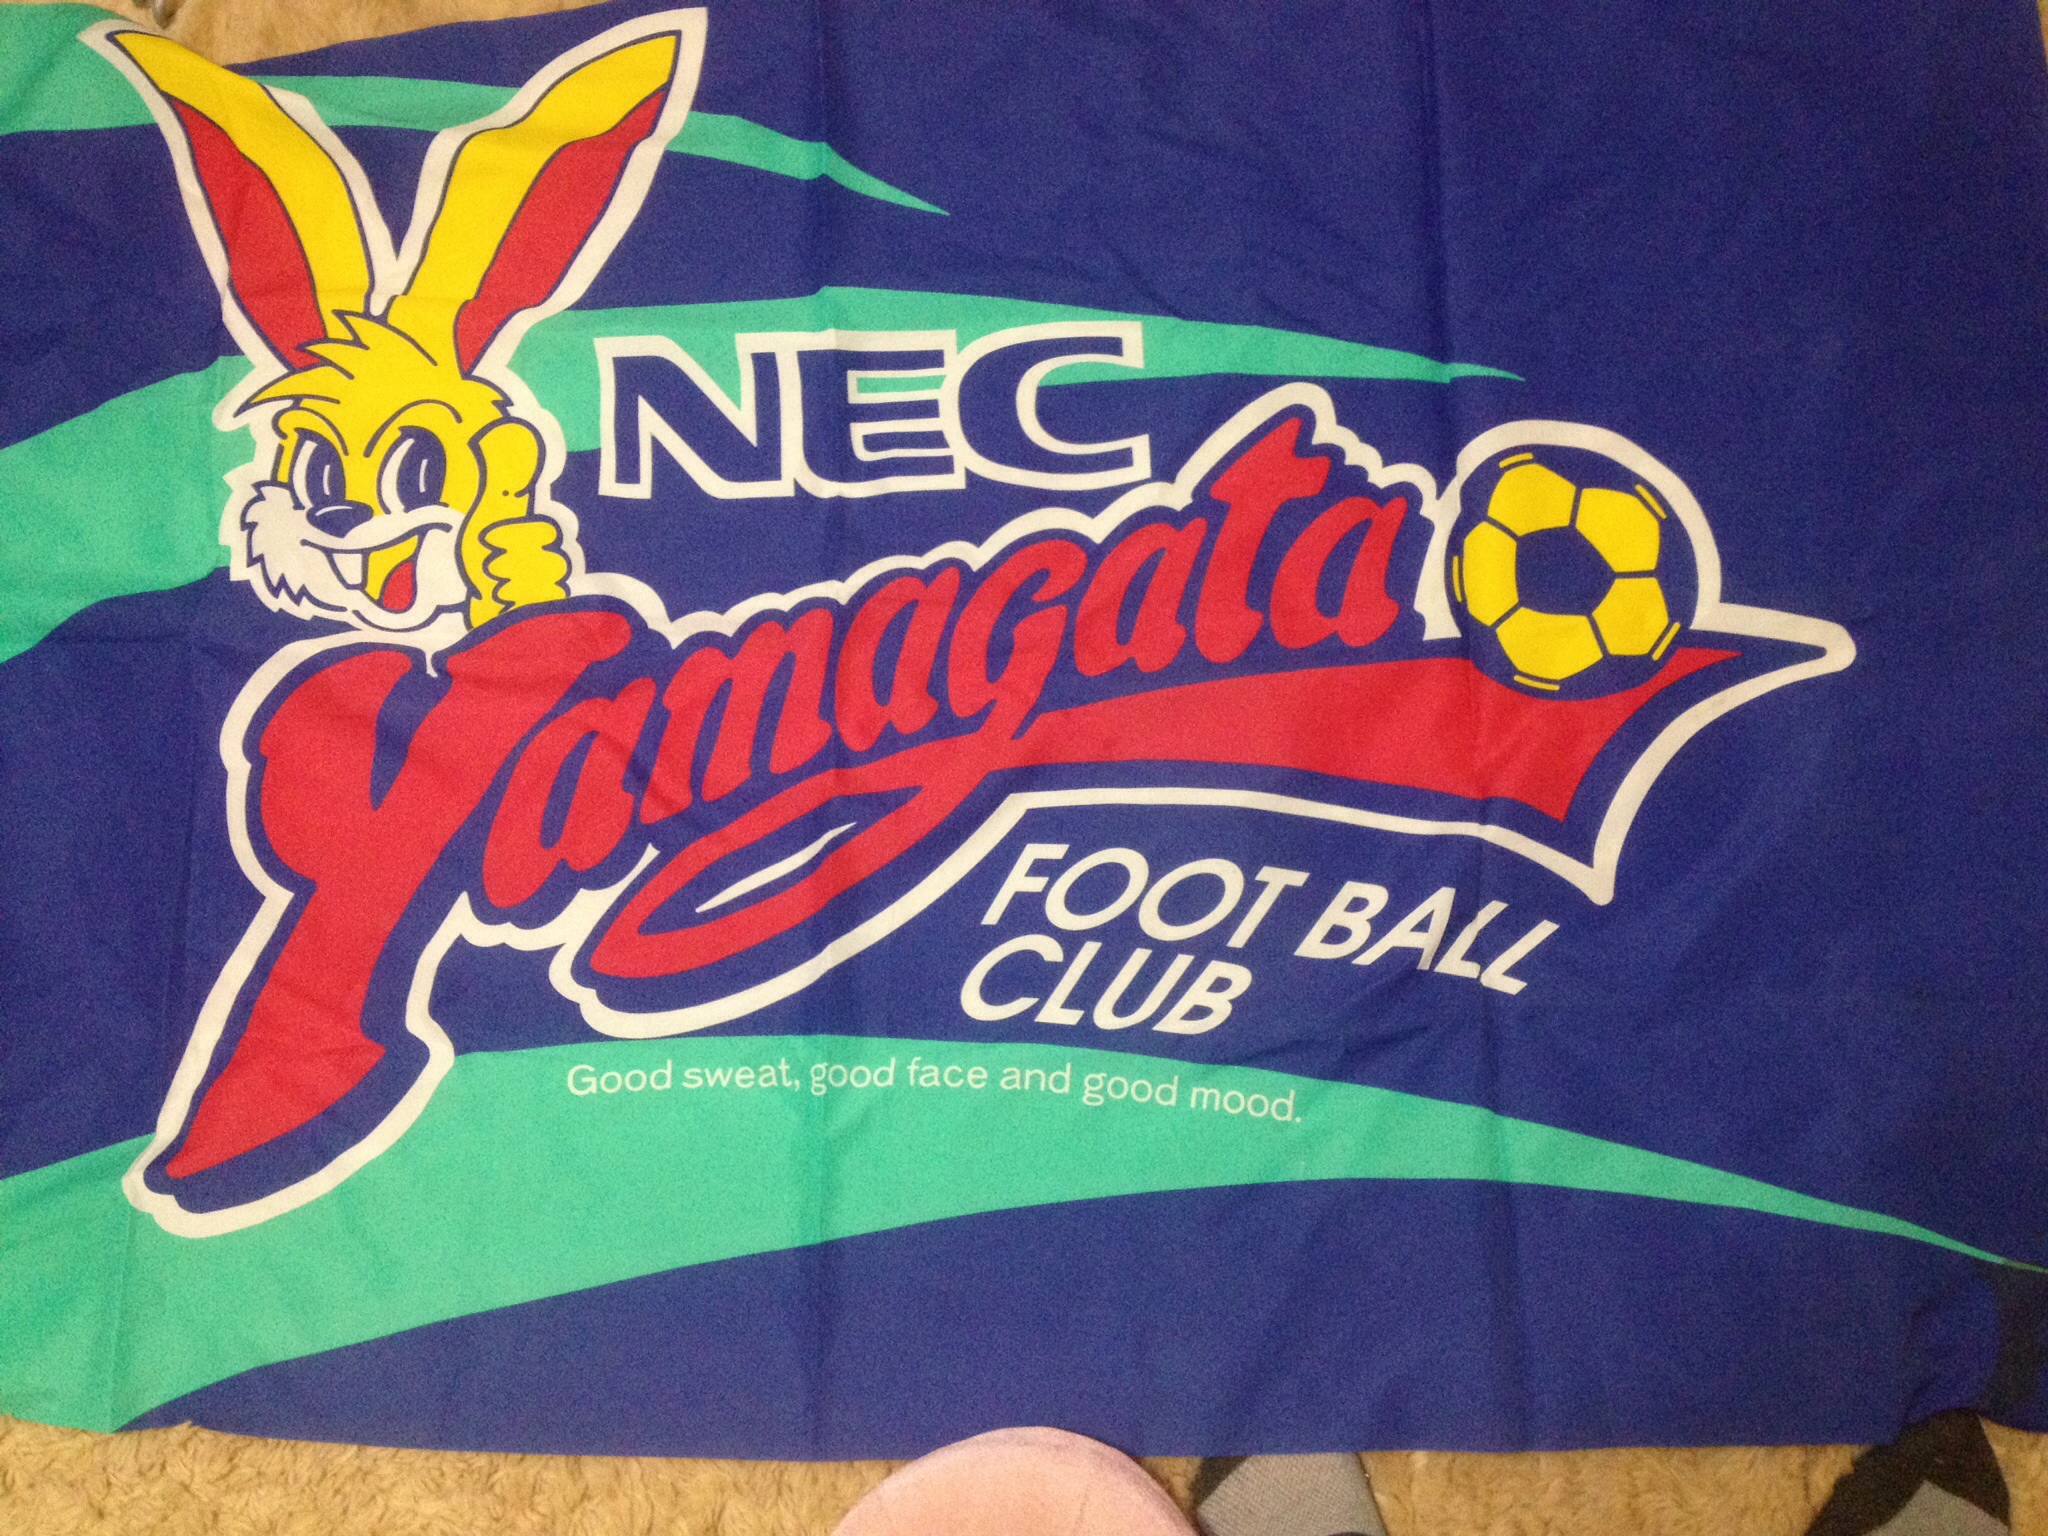 NEC
Yamagata
FOOT BALL
CLUB
Good sweat, good face and good mood.